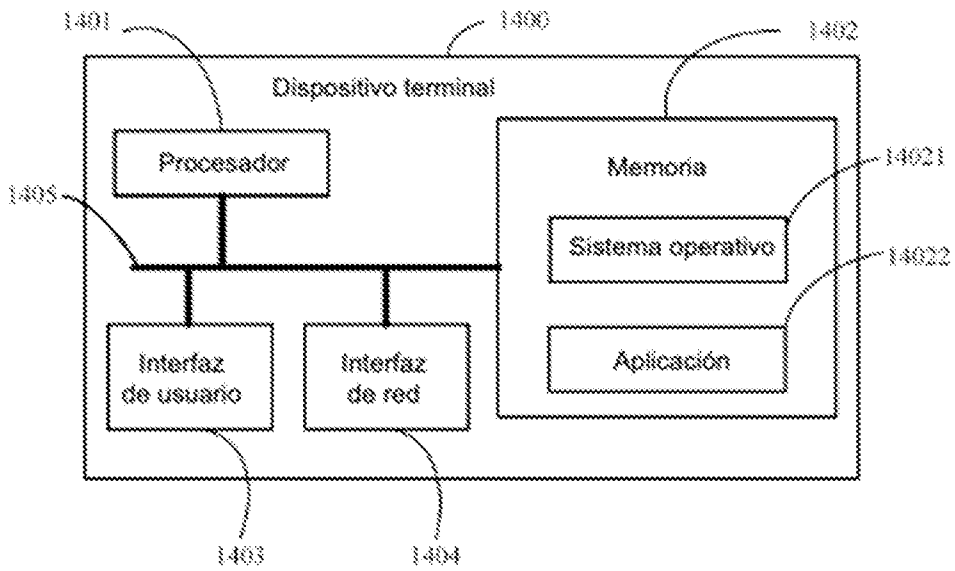 1401
1400
1402
Dispositivo terminal
Procesador
Memoria
14021
1405
Sistema operativo
14022
Interfaz
de usuario
Interfaz
de red
Aplicación
1403
1404